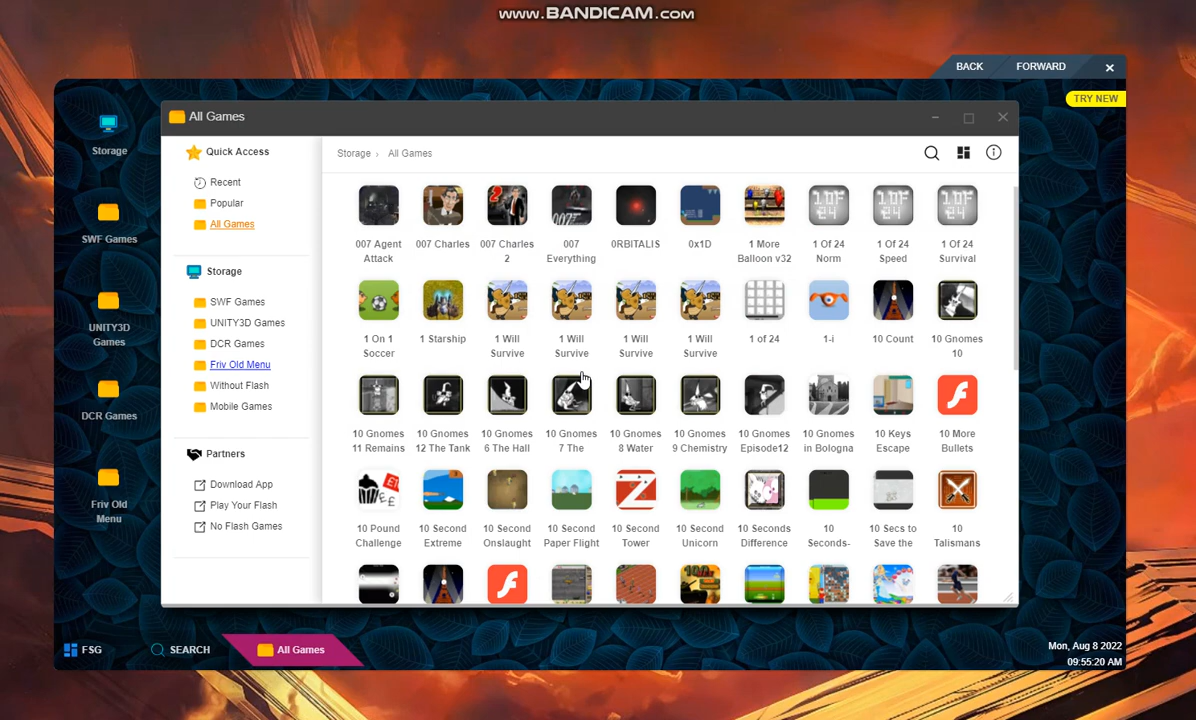 www.BANDICAM.com
BACK
FORWARD
TRY NEW
All Games
Storage
SWF Games
UNITY3D
Games
DCR Games
Friv Old
Menu
Quick Access
Recent
Popular
All Games
Storage
SWF Games
UNITY3D Games
DCR Games
Friv Old Menu
Without Flash
Mobile Games
Partners
Download App
Play Your Flash
No Flash Games
Storage › All Games
007 Agent
Attack
007 Charles
007 Charles
2
007
Everything
0RBITALIS
0x1D
1 More
Balloon v32
1 Of 24
Norm
1 Of 24
Speed
1 Of 24
Survival
1 On 1
Soccer
1 Starship
1 Will
Survive
1 Will
Survive
1 Will
Survive
1 Will
Survive
1 of 24
1-i
10 Count
10 Gnomes
10
10 Gnomes
11 Remains
10 Gnomes
12 The Tank
10 Gnomes
6 The Hall
10 Gnomes
7 The
10 Gnomes
8 Water
10 Gnomes
9 Chemistry
10 Gnomes
Episode12
10 Gnomes
in Bologna
10 Keys
Escape
10 More
Bullets
10 Pound
Challenge
10 Second
Extreme
10 Second
Onslaught
10 Second
Paper Flight
10 Second
Tower
10 Second
Unicorn
10 Seconds
Difference
10
Seconds-
10 Secs to
Save the
10
Talismans
FSG
SEARCH
All Games
Mon, Aug 8 2022
09:55:20 AM